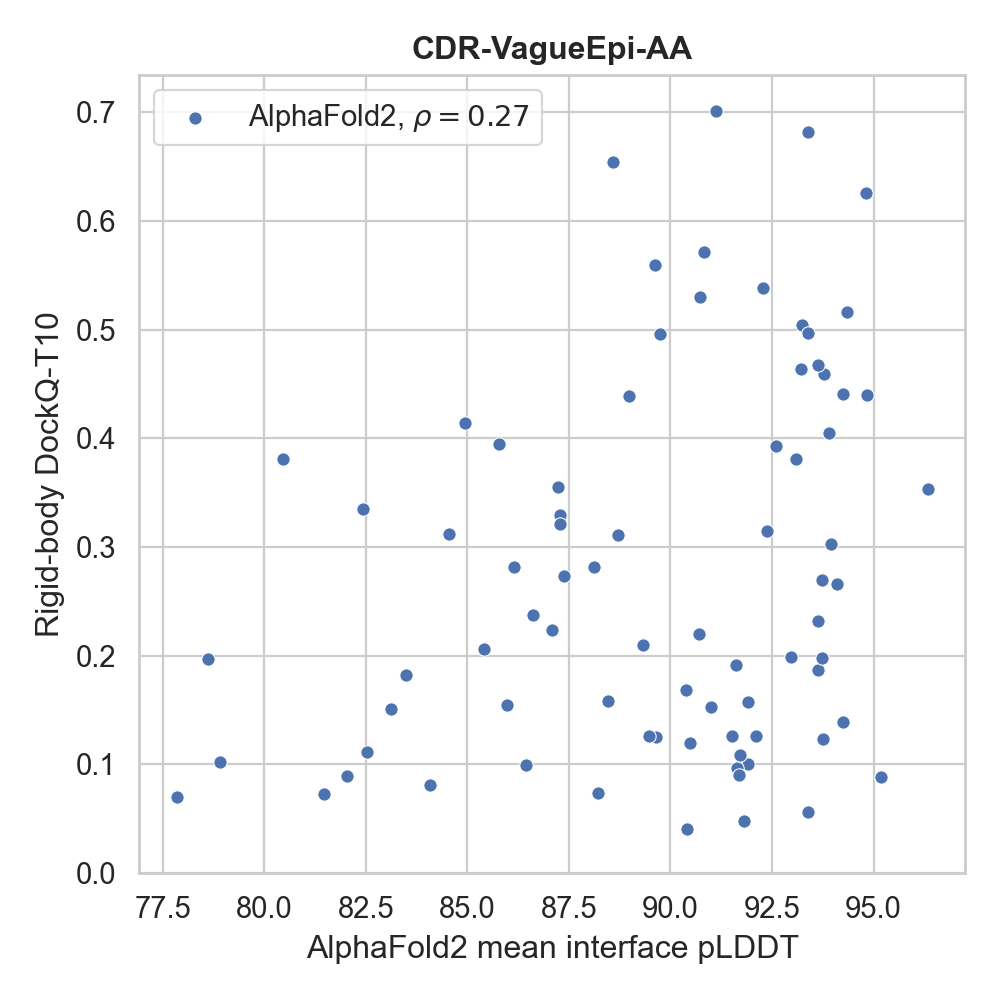 CDR-VagueEpi-AA
AlphaFold2, ρ = 0.27
Rigid-body DockQ-T10
0.7
0.6
0.5
0.4
0.3
0.2
0.1
0.0
77.5 80.0 82.5 85.0 87.5 90.0 92.5 95.0
AlphaFold2 mean interface pLDDT